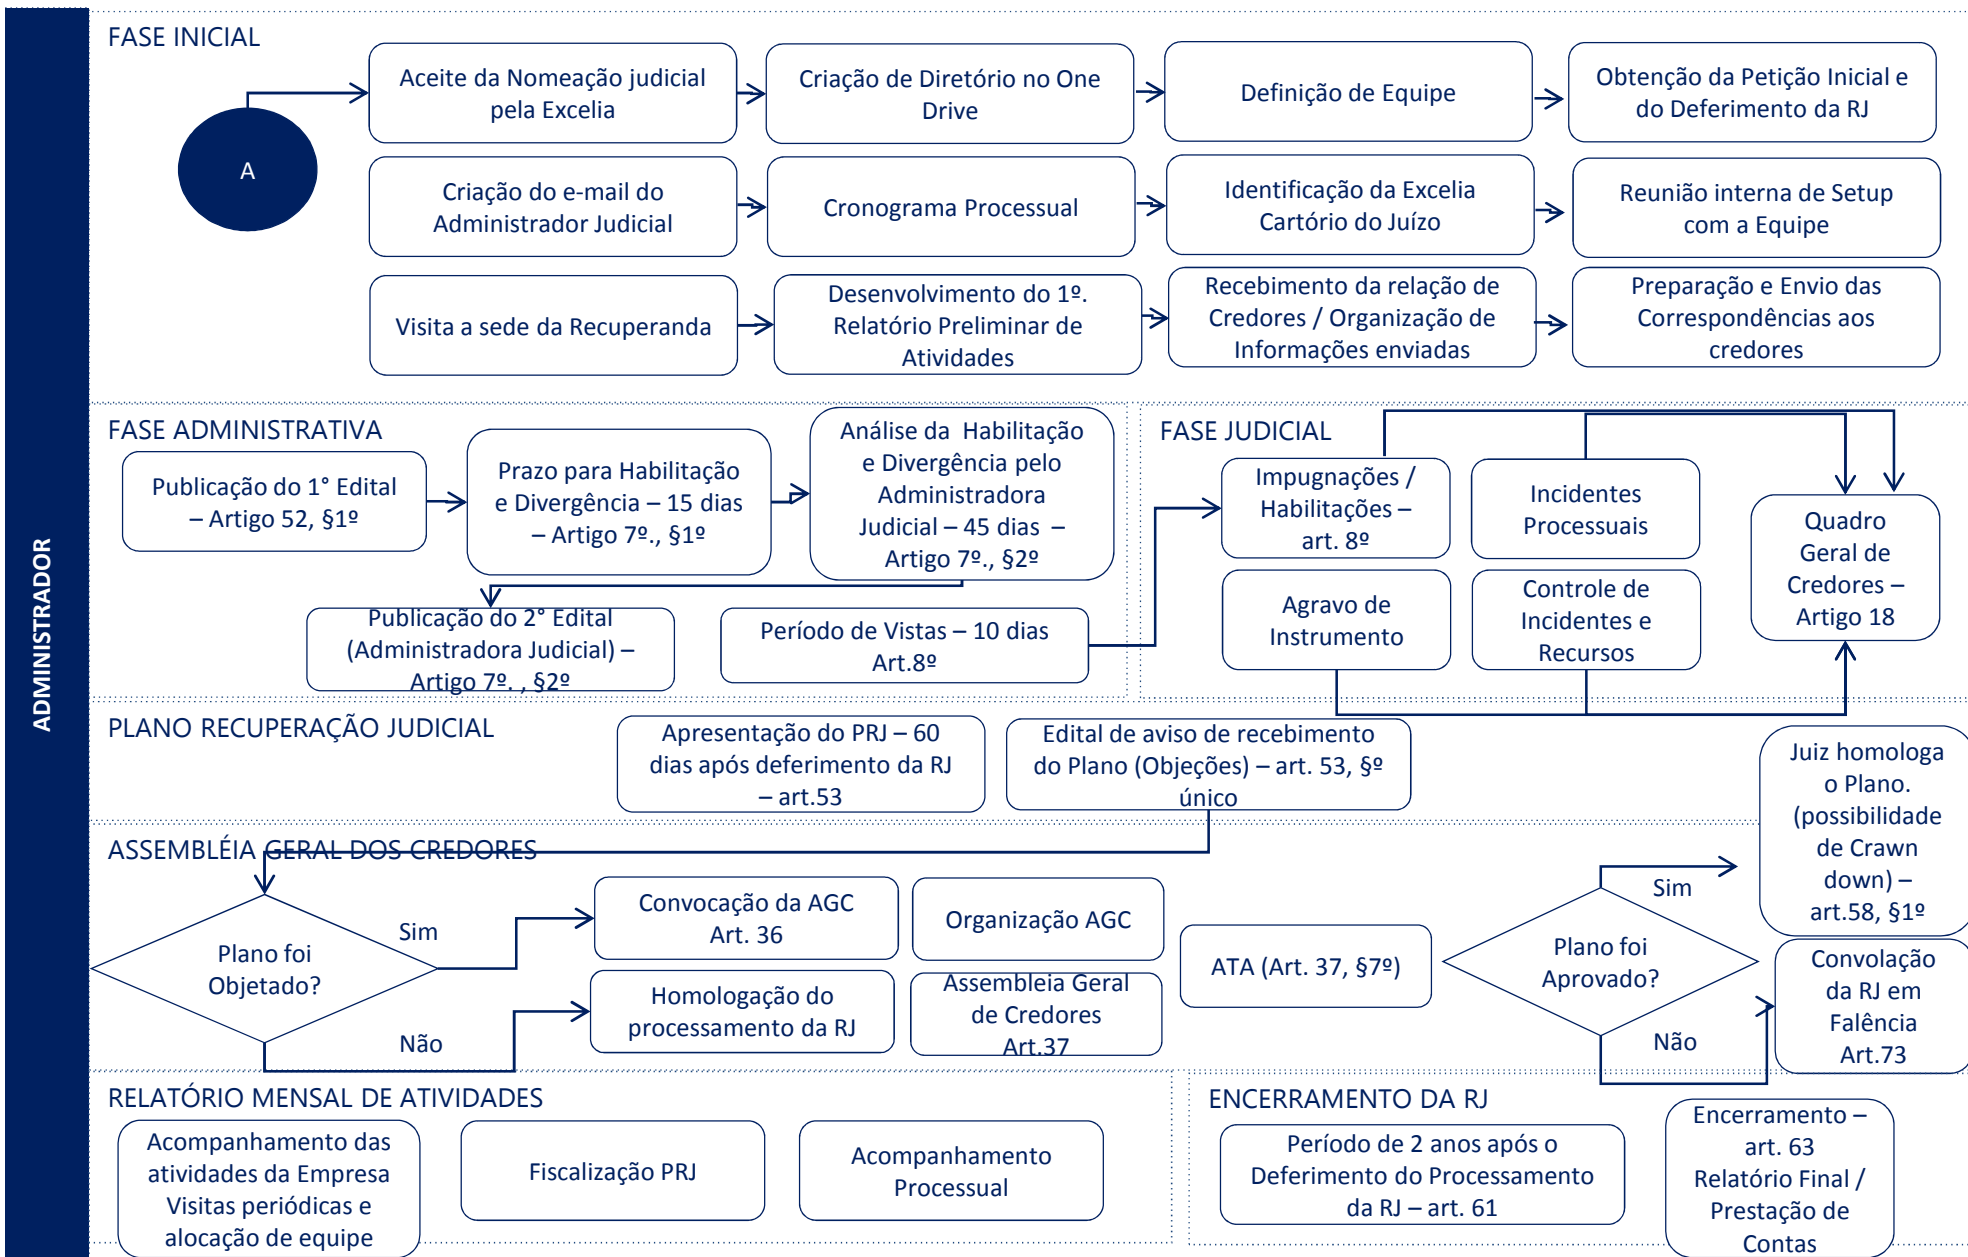 ADMINISTRADOR
FASE INICIAL
A
Aceite da Nomeação judicial
pela Excelia
Criação de Diretório no One
Drive
Definição de Equipe
Obtenção da Petição Inicial e
do Deferimento da RJ
Criação do e-mail do
Administrador Judicial
Cronograma Processual
Identificação da Excelia
Cartório do Juízo
Reunião interna de Setup
com a Equipe
Visita a sede da Recuperanda
Desenvolvimento do 1º.
Relatório Preliminar de
Atividades
Recebimento da relação de
Credores / Organização de
Informações enviadas
Preparação e Envio das
Correspondências aos
credores
FASE ADMINISTRATIVA
Publicação do 1° Edital
– Artigo 52, §1º
Prazo para Habilitação
e Divergência – 15 dias
– Artigo 7º., §1º
Análise da Habilitação
e Divergência pelo
Administradora
Judicial – 45 dias –
Artigo 7º., §2º
Publicação do 2° Edital
(Administradora Judicial) –
Artigo 7º. , §2º
Período de Vistas – 10 dias
Art.8º
FASE JUDICIAL
Impugnações /
Habilitações –
art. 8º
Incidentes
Processuais
Agravo de
Instrumento
Controle de
Incidentes e
Recursos
Quadro
Geral de
Credores –
Artigo 18
PLANO RECUPERAÇÃO JUDICIAL
Apresentação do PRJ – 60
dias após deferimento da RJ
– art.53
Edital de aviso de recebimento
do Plano (Objeções) – art. 53, §º
único
Juiz homologa
o Plano.
(possibilidade
de Crawn
down) –
art.58, §1º
ASSEMBLÉIA GERAL DOS CREDORES
Plano foi
Objetado?
Sim
Não
Convocação da AGC
Art. 36
Organização AGC
Homologação do
processamento da RJ
Assembleia Geral
de Credores
Art.37
ATA (Art. 37, §7º)
Plano foi
Aprovado?
Sim
Não
Convolação
da RJ em
Falência
Art.73
RELATÓRIO MENSAL DE ATIVIDADES
Acompanhamento das
atividades da Empresa
Visitas periódicas e
alocação de equipe
Fiscalização PRJ
Acompanhamento
Processual
ENCERRAMENTO DA RJ
Período de 2 anos após o
Deferimento do Processamento
da RJ – art. 61
Encerramento –
art. 63
Relatório Final /
Prestação de
Contas